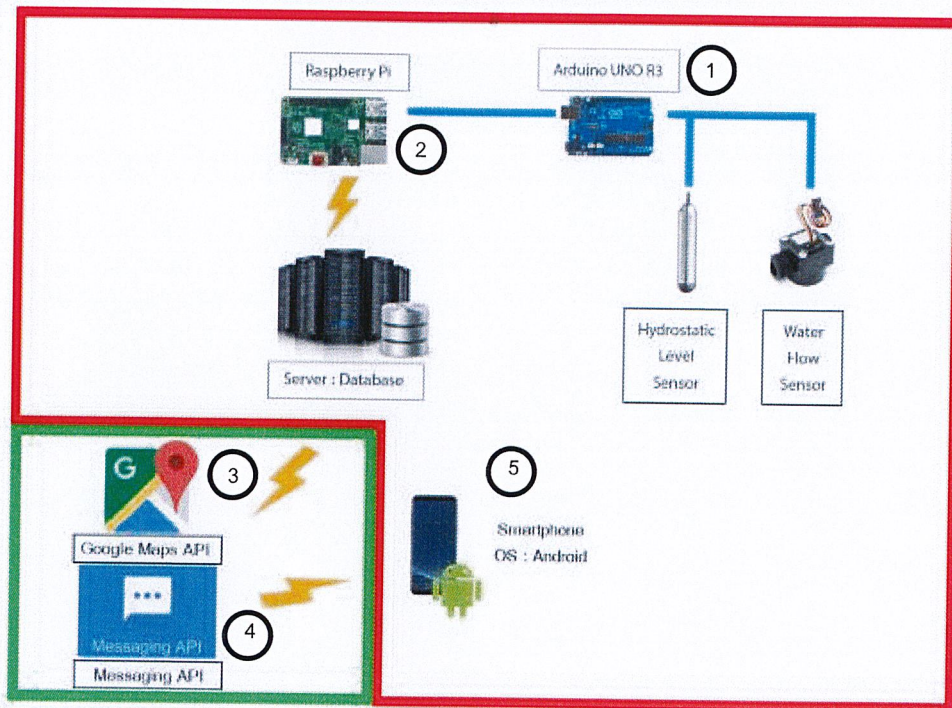 Raspberry Pi
Arduino UNO R3
1
2
Hydrostatic
Level
Sensor
Water
Flow
Sensor
Server : Database
G
3
5
Smartphone
OS : Android
Google Maps API
4
Messaging API
Messaging API